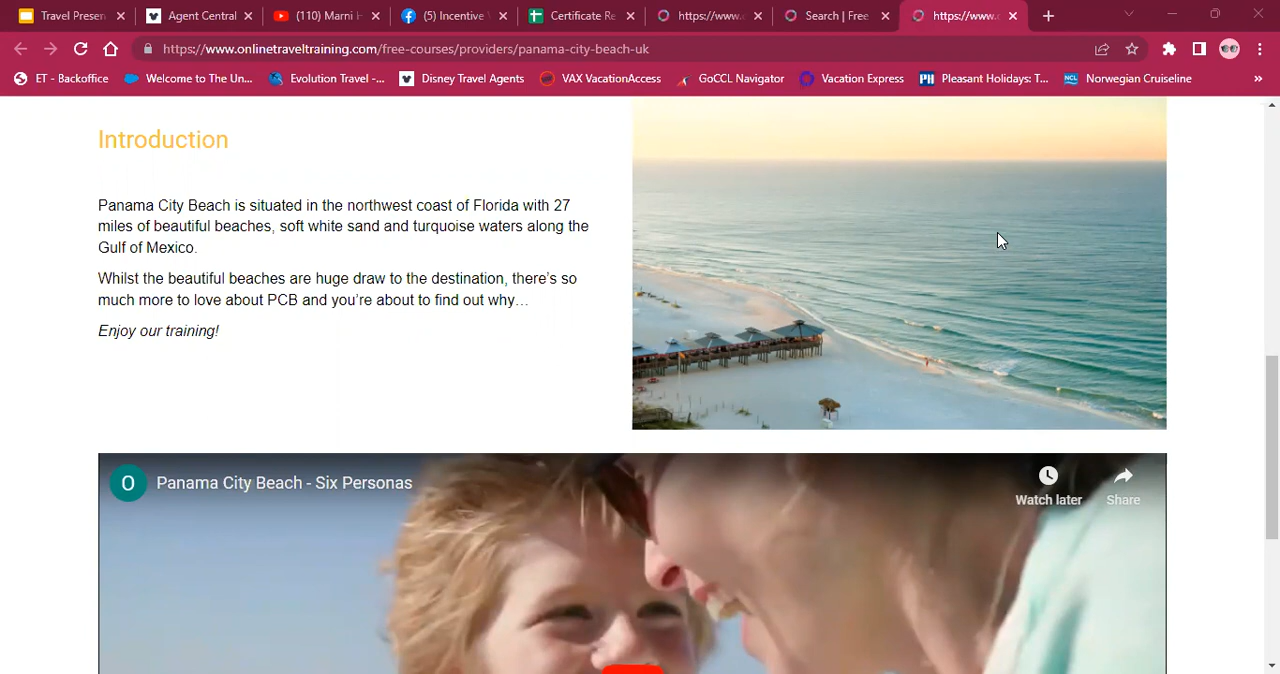 Travel Presen
Agent Central
(110) Marni H
(5) Incentive
Certificate Re
https://www.
Search | Free
https://www.
https://www.onlinetraveltraining.com/free-courses/providers/panama-city-beach-uk
ET - Backoffice
Welcome to The Un...
Evolution Travel -...
Disney Travel Agents
VAX VacationAccess
GoCCL Navigator
Vacation Express
PH
Pleasant Holidays: T...
NCL
Norwegian Cruiseline
Introduction
Panama City Beach is situated in the northwest coast of Florida with 27
miles of beautiful beaches, soft white sand and turquoise waters along the
Gulf of Mexico.
Whilst the beautiful beaches are huge draw to the destination, there's so
much more to love about PCB and you're about to find out why…
Enjoy our training!
O
Panama City Beach - Six Personas
Watch later
Share